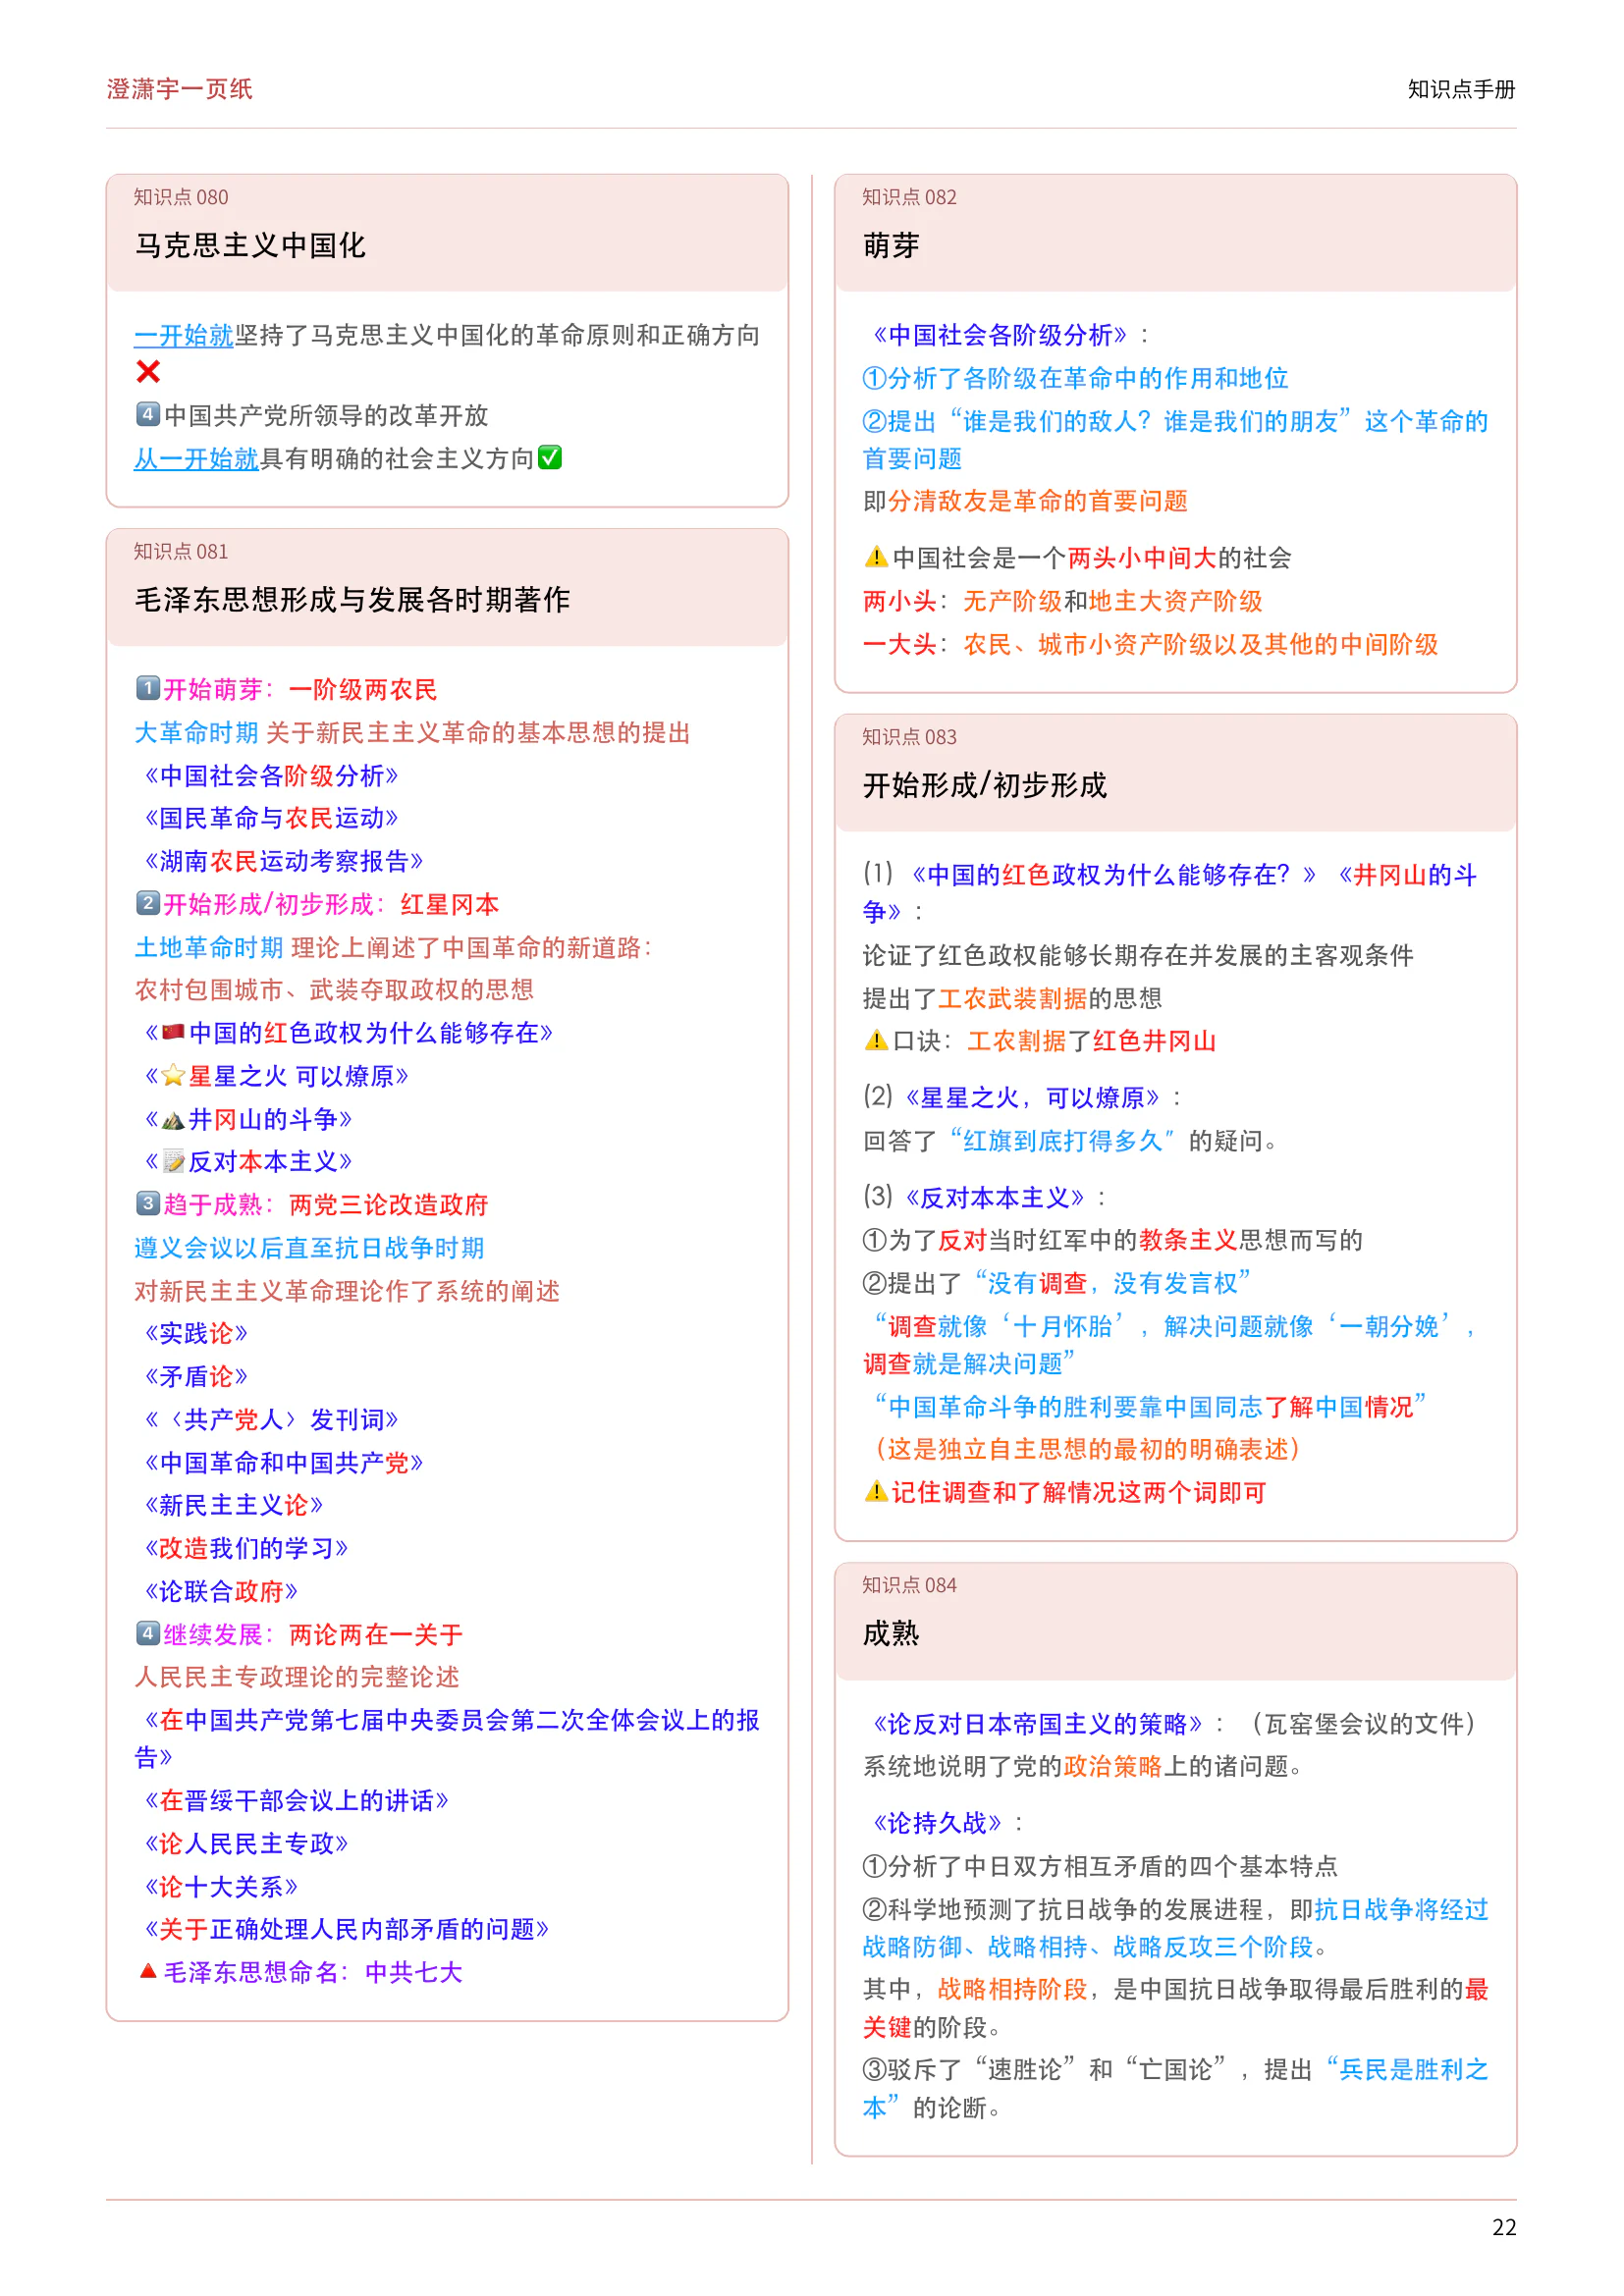 澄潇宇一页纸
知识点手册
知识点 080
马克思主义中国化
一开始就坚持了马克思主义中国化的革命原则和正确方向
❌
4️⃣中国共产党所领导的改革开放
从一开始就具有明确的社会主义方向✅
知识点 081
毛泽东思想形成与发展各时期著作
1️⃣开始萌芽：一阶级两农民
大革命时期 关于新民主主义革命的基本思想的提出
《中国社会各阶级分析》
《国民革命与农民运动》
《湖南农民运动考察报告》
2️⃣开始形成/初步形成：红星冈本
土地革命时期 理论上阐述了中国革命的新道路：
农村包围城市、武装夺取政权的思想
《🇨🇳中国的红色政权为什么能够存在》
《⭐星星之火 可以燎原》
《⛰️井冈山的斗争》
《📝反对本本主义》
3️⃣趋于成熟：两党三论改造政府
遵义会议以后直至抗日战争时期
对新民主主义革命理论作了系统的阐述
《实践论》
《矛盾论》
《〈共产党人〉发刊词》
《中国革命和中国共产党》
《新民主主义论》
《改造我们的学习》
《论联合政府》
4️⃣继续发展：两论两在一关于
人民民主专政理论的完整论述
《在中国共产党第七届中央委员会第二次全体会议上的报
告》
《在晋绥干部会议上的讲话》
《论人民民主专政》
《论十大关系》
《关于正确处理人民内部矛盾的问题》
🔺毛泽东思想命名：中共七大
知识点 082
萌芽
《中国社会各阶级分析》：
①分析了各阶级在革命中的作用和地位
②提出“谁是我们的敌人？谁是我们的朋友”这个革命的
首要问题
即分清敌友是革命的首要问题
⚠️中国社会是一个两头小中间大的社会
两小头：无产阶级和地主大资产阶级
一大头：农民、城市小资产阶级以及其他的中间阶级
知识点 083
开始形成/初步形成
(1) 《中国的红色政权为什么能够存在？》《井冈山的斗
争》：
论证了红色政权能够长期存在并发展的主客观条件
提出了工农武装割据的思想
⚠️口诀：工农割据了红色井冈山
(2)《星星之火，可以燎原》：
回答了“红旗到底打得多久”的疑问。
(3)《反对本本主义》：
①为了反对当时红军中的教条主义思想而写的
②提出了“没有调查，没有发言权”
“调查就像‘十月怀胎’，解决问题就像‘一朝分娩’，
调查就是解决问题”
“中国革命斗争的胜利要靠中国同志了解中国情况”
（这是独立自主思想的最初的明确表述）
⚠️记住调查和了解情况这两个词即可
知识点 084
成熟
《论反对日本帝国主义的策略》：（瓦窑堡会议的文件）
系统地说明了党的政治策略上的诸问题。
《论持久战》：
①分析了中日双方相互矛盾的四个基本特点
②科学地预测了抗日战争的发展进程，即抗日战争将经过
战略防御、战略相持、战略反攻三个阶段。
其中，战略相持阶段，是中国抗日战争取得最后胜利的最
关键的阶段。
③驳斥了“速胜论”和“亡国论”，提出“兵民是胜利之
本”的论断。
22